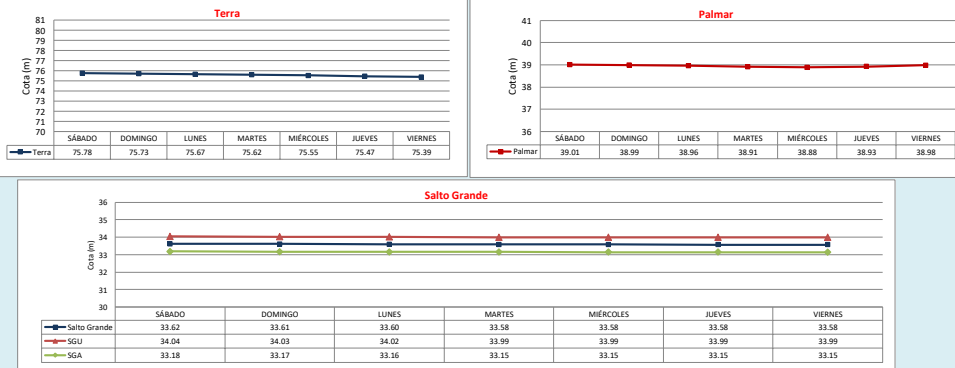 Terra
Cota (m)
81
80
79
78
77
76
75
74
73
72
71
70
SÁBADO DOMINGO LUNES MARTES MIÉRCOLES JUEVES VIERNES
Terra 75.78 75.73 75.67 75.62 75.55 75.47 75.39
Palmar
Cota (m)
41
40
39
38
37
36
SÁBADO DOMINGO LUNES MARTES MIÉRCOLES JUEVES VIERNES
Palmar 39.01 38.99 38.96 38.91 38.88 38.93 38.98
Salto Grande
Cota (m)
36
35
34
33
31
30
SÁBADO DOMINGO LUNES MARTES MIÉRCOLES JUEVES VIERNES
Salto Grande 33.62 33.61 33.60 33.58 33.58 33.58 33.58
SGU 34.04 34.03 34.02 33.99 33.99 33.99 33.99
SGA 33.18 33.17 33.16 33.15 33.15 33.15 33.15